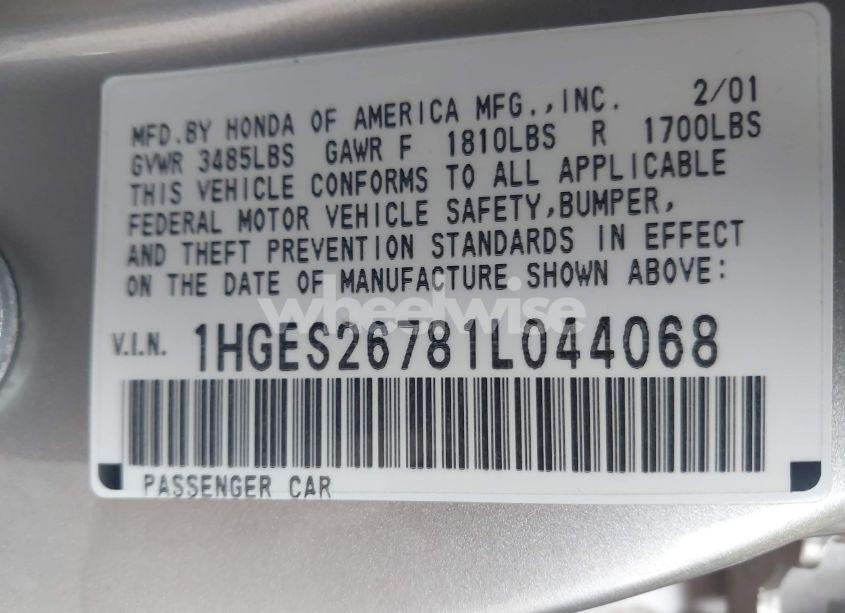 MFD.BY HONDA OF AMERICA MFG.,INC. 2/01
GVWR 3485LBS GAWR F 1810LBS R 1700LBS
THIS VEHICLE CONFORMS TO ALL APPLICABLE
FEDERAL MOTOR VEHICLE SAFETY,BUMPER,
AND THEFT PREVENTION STANDARDS IN EFFECT
ON THE DATE OF MANUFACTURE SHOWN ABOVE:
wheelwise
V.I.N. 1HGES26781L044068
PASSENGER CAR